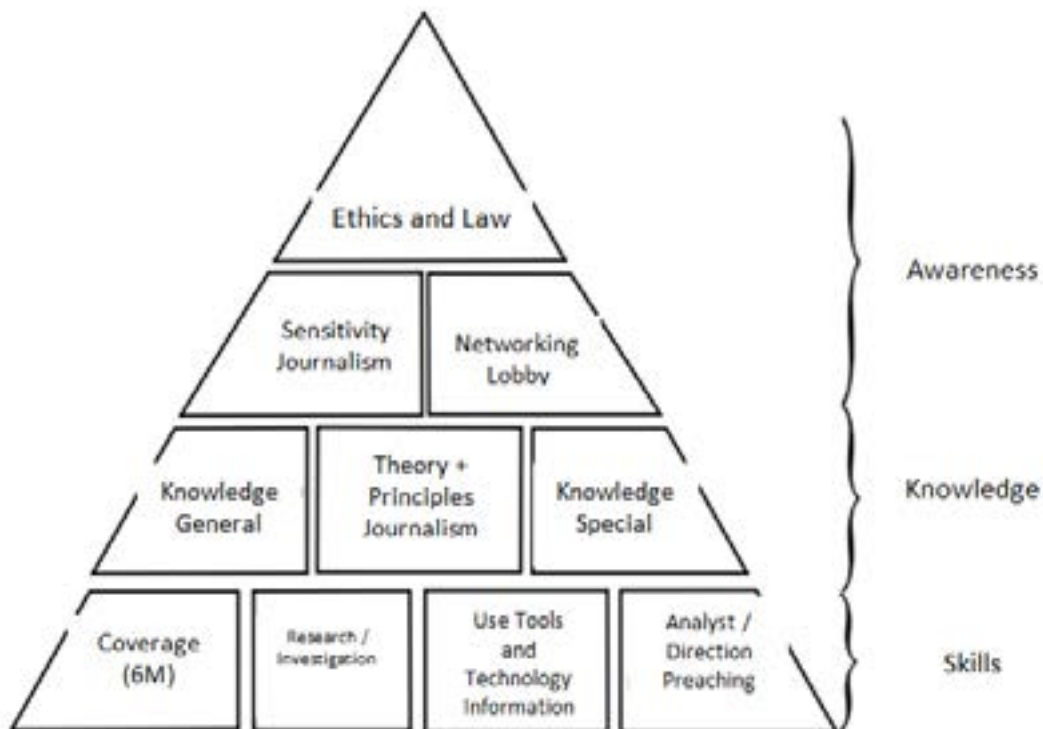 Ethics and Law
Awareness
Sensitivity
Journalism
Networking
Lobby
Knowledge
General
Theory +
Principles
Journalism
Knowledge
Special
Knowledge
Coverage
(6M)
Research /
Investigation
Use Tools
and
Technology
Information
Analyst /
Direction
Preaching
Skills